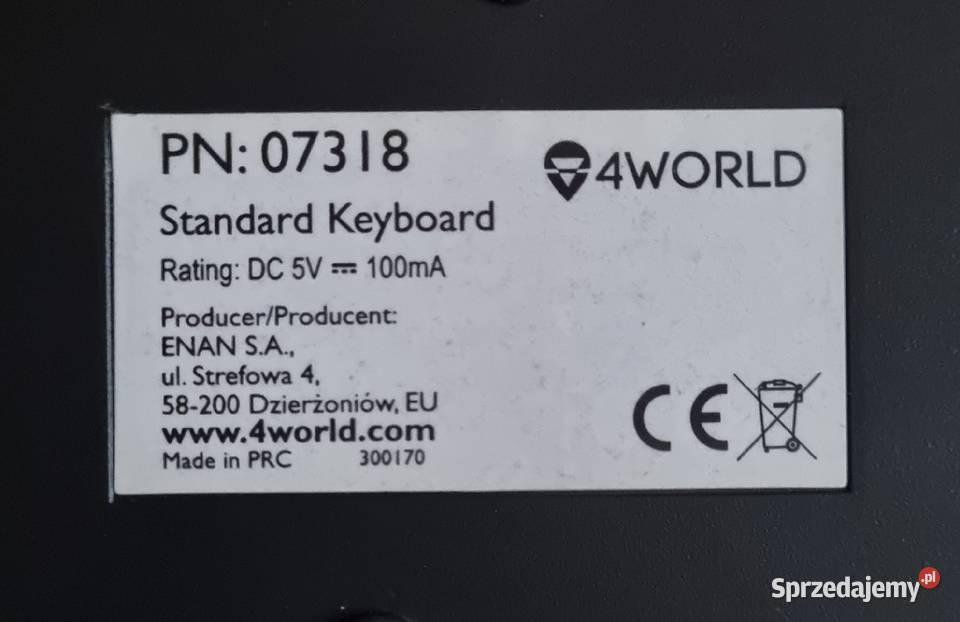 PN: 07318
4WORLD
Standard Keyboard
Rating: DC 5V ⎓ 100mA
Producer/Producent:
ENAN S.A.,
ul. Strefowa 4,
58-200 Dzierżoniów, EU
www.4world.com
Made in PRC 300170
CE
Sprzedajemy.pl